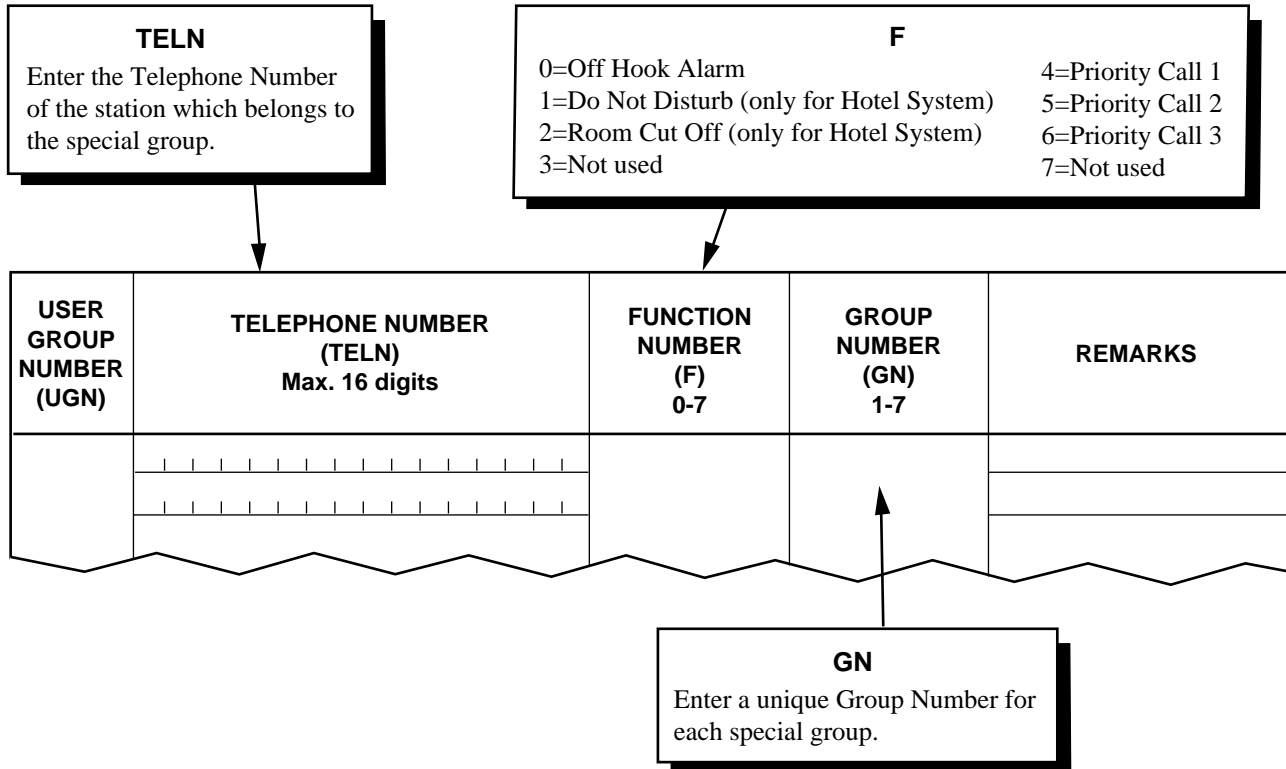 TELN
Enter the Telephone Number
of the station which belongs to
the special group.
F
0=Off Hook Alarm
1=Do Not Disturb (only for Hotel System)
2=Room Cut Off (only for Hotel System)
3=Not used
4=Priority Call 1
5=Priority Call 2
6=Priority Call 3
7=Not used
USER
GROUP
NUMBER
(UGN)
TELEPHONE NUMBER
(TELN)
Max. 16 digits
FUNCTION
NUMBER
(F)
0-7
GROUP
NUMBER
(GN)
1-7
REMARKS
GN
Enter a unique Group Number for
each special group.